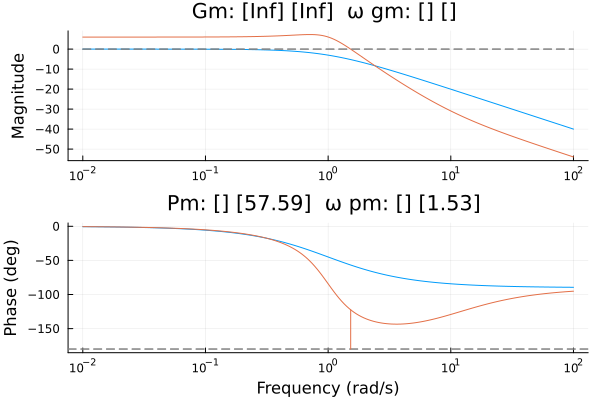 Gm: [Inf] [Inf]  ω gm: [] []
Magnitude
0
−10
−20
−30
−40
−50
10⁻² 10⁻¹ 10⁰ 10¹ 10²
Pm: [] [57.59]  ω pm: [] [1.53]
Phase (deg)
0
−50
−100
−150
10⁻² 10⁻¹ 10⁰ 10¹ 10²
Frequency (rad/s)